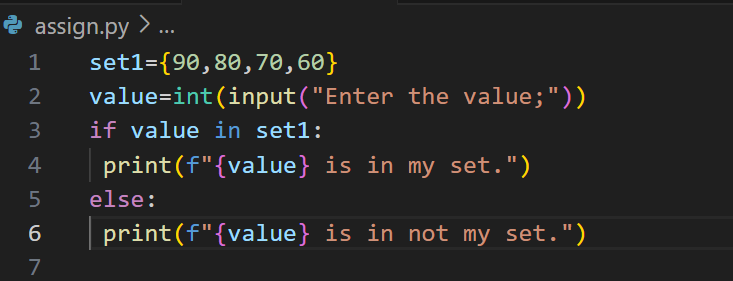 assign.py > ...
1 set1={90,80,70,60}
2 value=int(input("Enter the value;"))
3 if value in set1:
4  print(f"{value} is in my set.")
5 else:
6  print(f"{value} is in not my set.")
7